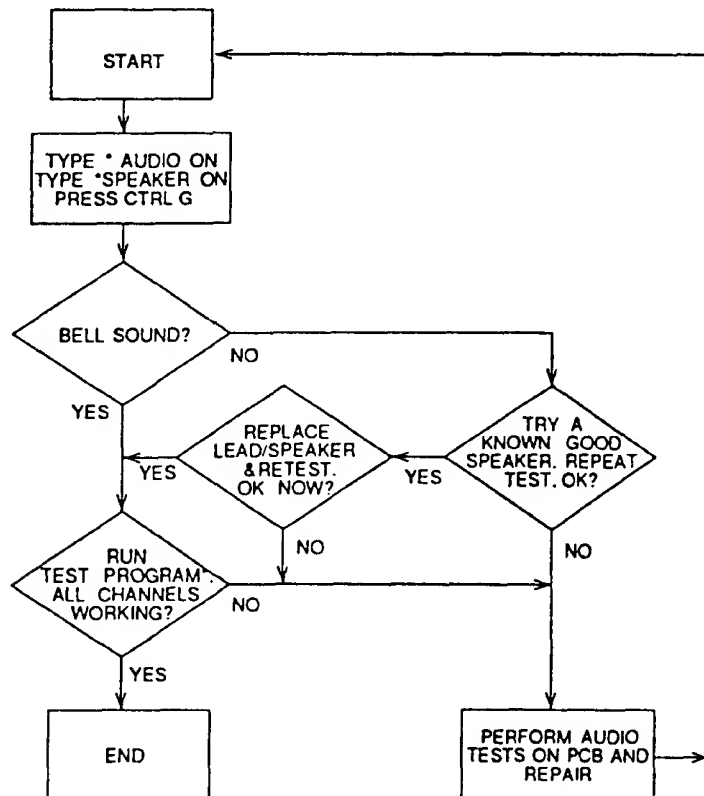 START
TYPE * AUDIO ON
TYPE *SPEAKER ON
PRESS CTRL G
BELL SOUND?
NO
YES
TRY A
KNOWN GOOD
SPEAKER. REPEAT
TEST. OK?
YES
NO
REPLACE
LEAD/SPEAKER
& RETEST.
OK NOW?
YES
NO
RUN
"TEST PROGRAM".
ALL CHANNELS
WORKING?
NO
YES
END
PERFORM AUDIO
TESTS ON PCB AND
REPAIR